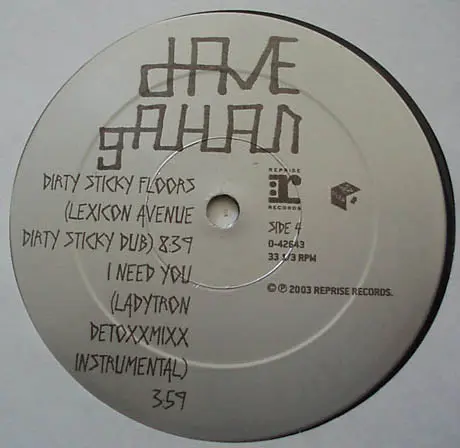 dAVE
gAHAN
DIRTY STICKY FLOORS
(LEXICON AVENUE
DIRTY STICKY DUB) 8:39
I NEED YOU
(LADYTRON
DETOXXMIXX
INSTRUMENTAL)
3:59
REPRISE
r
RECORDS
SIDE 4
0-42643
33 1/3 RPM
© ℗ 2003 REPRISE RECORDS.